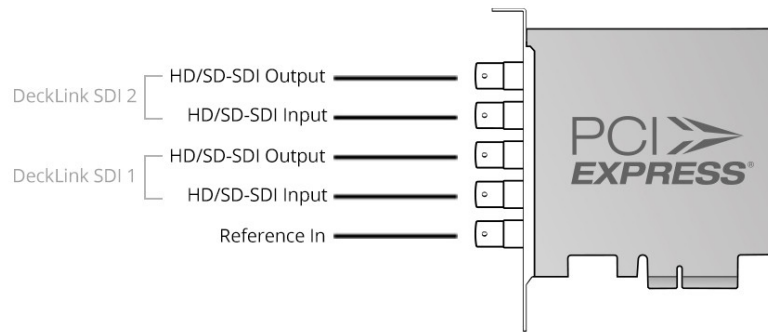 DeckLink SDI 2
HD/SD-SDI Output
HD/SD-SDI Input
DeckLink SDI 1
HD/SD-SDI Output
HD/SD-SDI Input
Reference In
PCI
EXPRESS®